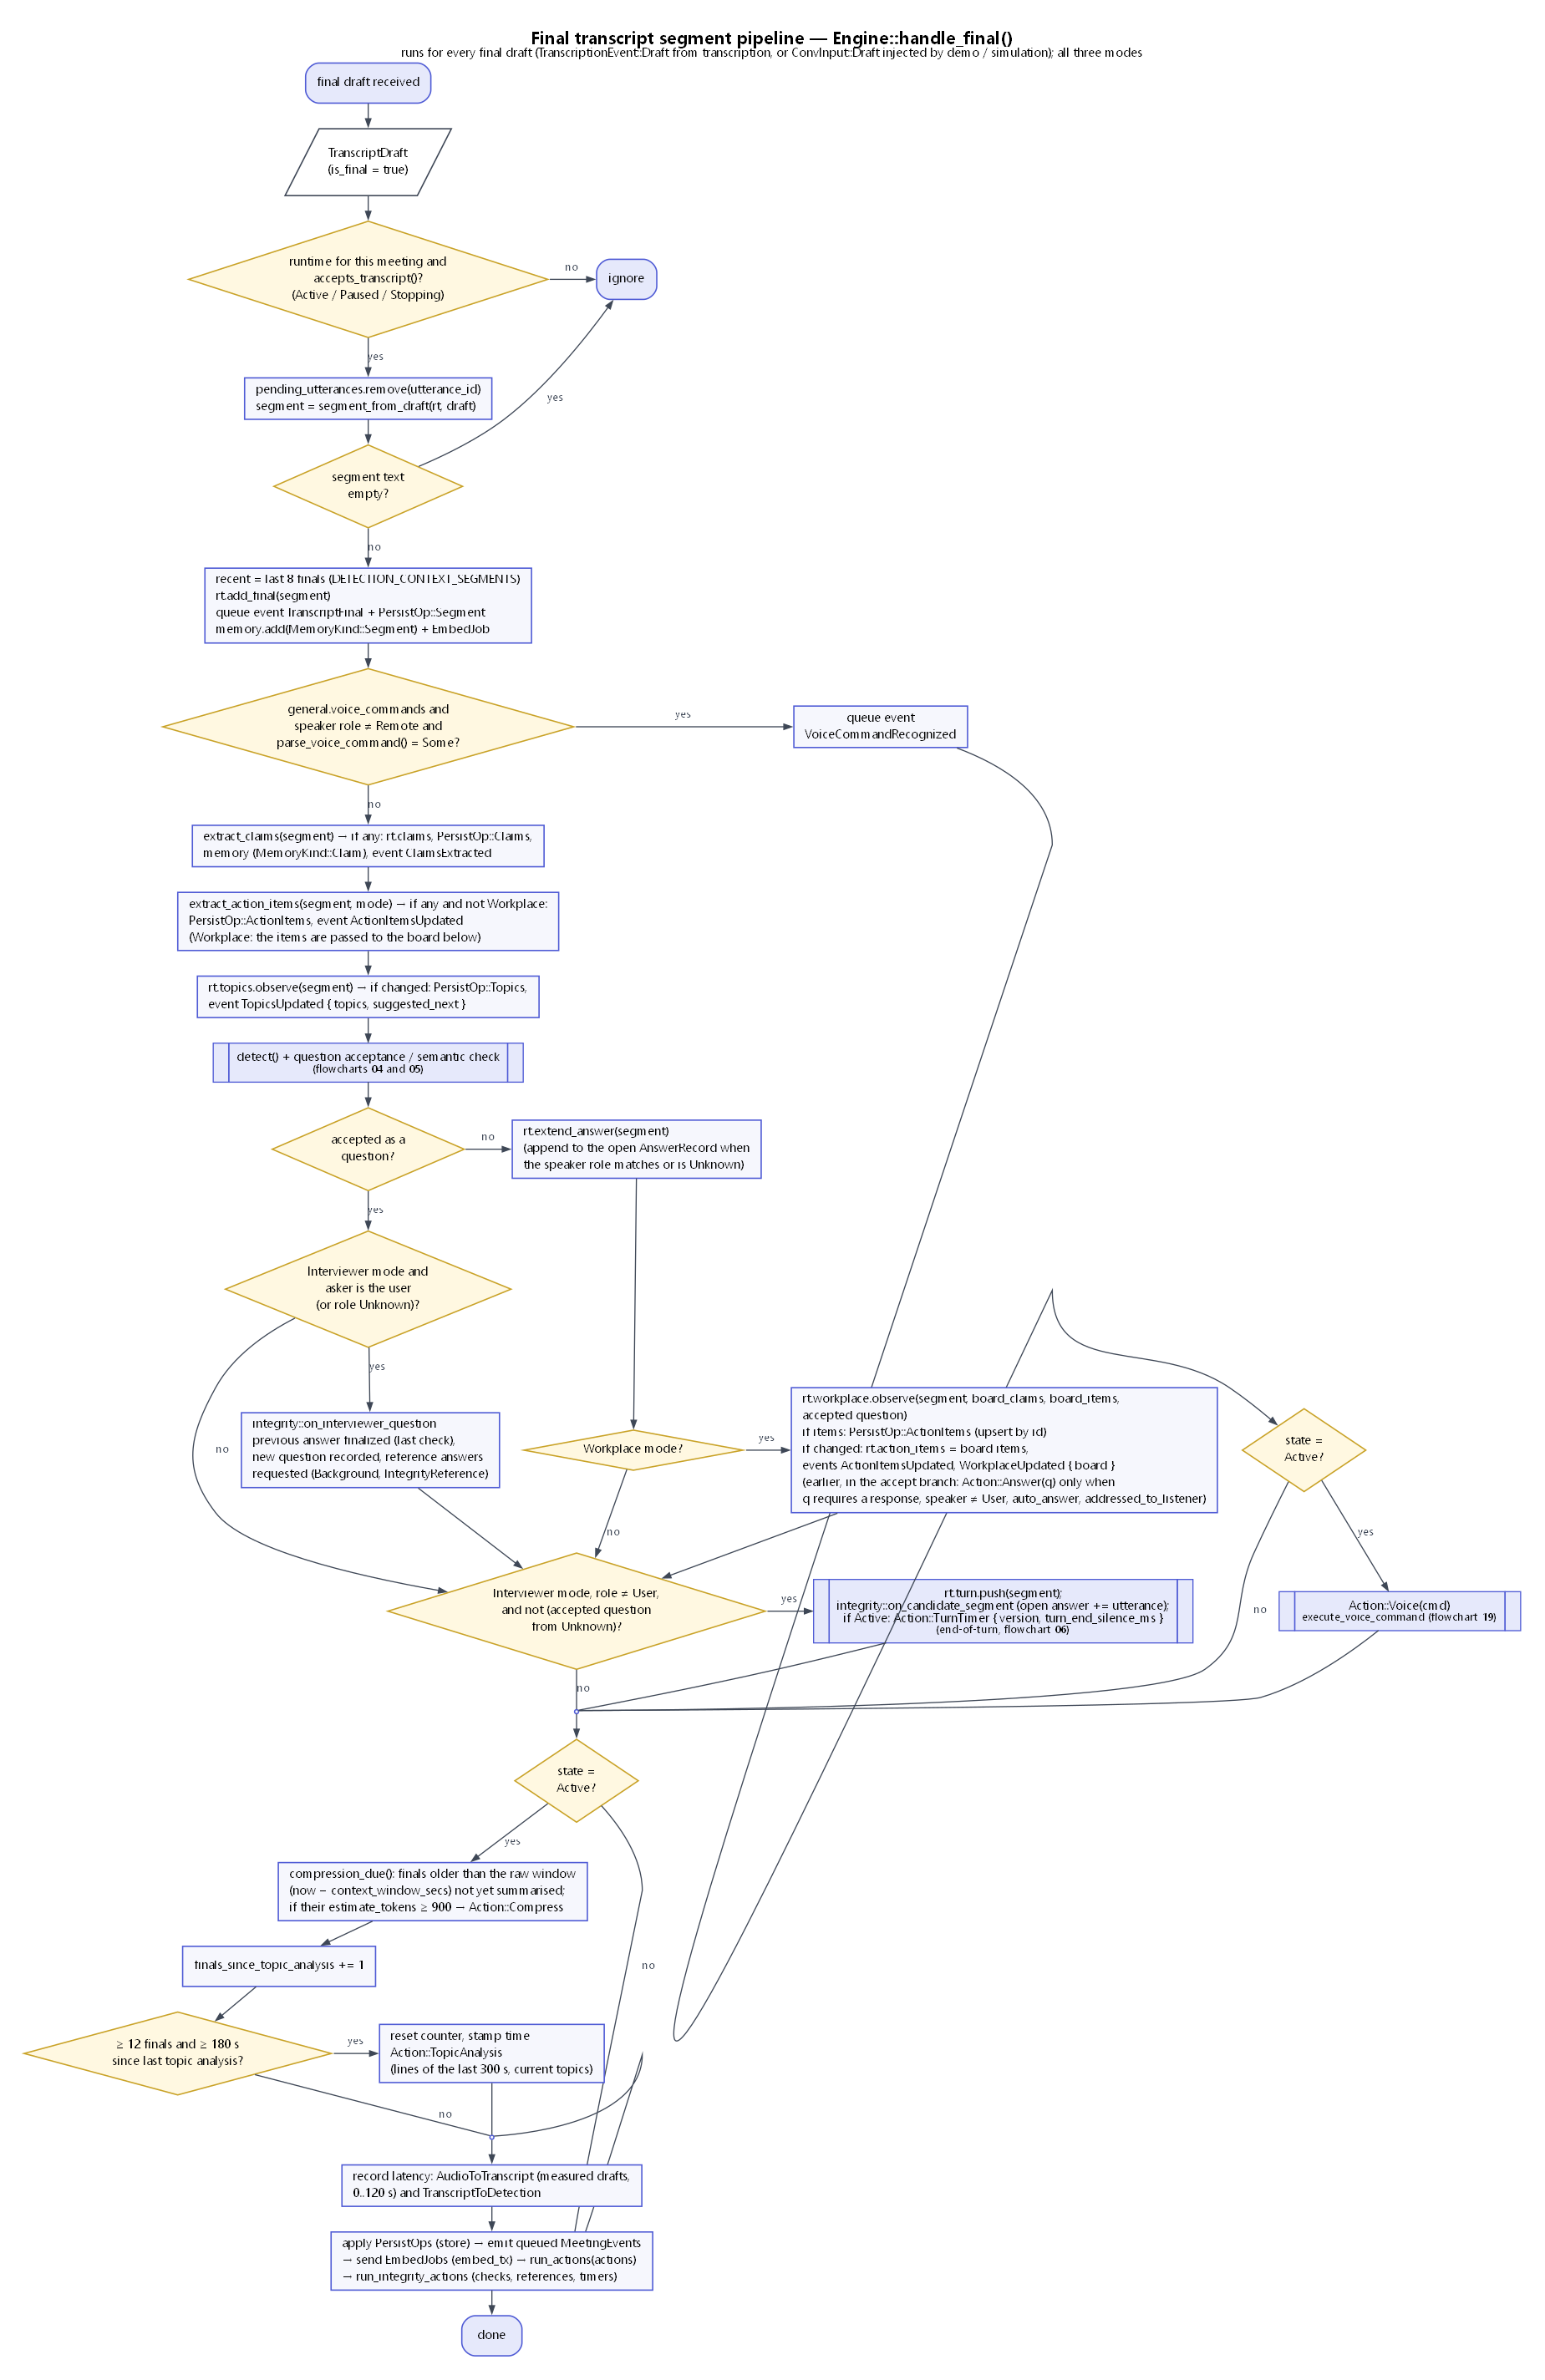 Final transcript segment pipeline — Engine::handle_final()
runs for every final draft (TranscriptionEvent::Draft from transcription, or ConvInput::Draft injected by demo / simulation); all three modes
final draft received
TranscriptDraft
(is_final = true)
runtime for this meeting and
accepts_transcript()?
(Active / Paused / Stopping)
no
ignore
yes
pending_utterances.remove(utterance_id)
segment = segment_from_draft(rt, draft)
yes
segment text
empty?
no
recent = last 8 finals (DETECTION_CONTEXT_SEGMENTS)
rt.add_final(segment)
queue event TranscriptFinal + PersistOp::Segment
memory.add(MemoryKind::Segment) + EmbedJob
general.voice_commands and
speaker role ≠ Remote and
parse_voice_command() = Some?
yes
queue event
VoiceCommandRecognized
no
extract_claims(segment) → if any: rt.claims, PersistOp::Claims,
memory (MemoryKind::Claim), event ClaimsExtracted
extract_action_items(segment, mode) → if any and not Workplace:
PersistOp::ActionItems, event ActionItemsUpdated
(Workplace: the items are passed to the board below)
rt.topics.observe(segment) → if changed: PersistOp::Topics,
event TopicsUpdated { topics, suggested_next }
detect() + question acceptance / semantic check
(flowcharts 04 and 05)
accepted as a
question?
no
rt.extend_answer(segment)
(append to the open AnswerRecord when
the speaker role matches or is Unknown)
yes
Interviewer mode and
asker is the user
(or role Unknown)?
yes
no
integrity::on_interviewer_question
previous answer finalized (last check),
new question recorded, reference answers
requested (Background, IntegrityReference)
Workplace mode?
yes
no
rt.workplace.observe(segment, board_claims, board_items,
accepted question)
if items: PersistOp::ActionItems (upsert by id)
if changed: rt.action_items = board items,
events ActionItemsUpdated, WorkplaceUpdated { board }
(earlier, in the accept branch: Action::Answer(q) only when
q requires a response, speaker ≠ User, auto_answer, addressed_to_listener)
state =
Active?
yes
no
Action::Voice(cmd)
execute_voice_command (flowchart 19)
Interviewer mode, role ≠ User,
and not (accepted question
from Unknown)?
yes
rt.turn.push(segment);
integrity::on_candidate_segment (open answer += utterance);
if Active: Action::TurnTimer { version, turn_end_silence_ms }
(end-of-turn, flowchart 06)
no
state =
Active?
yes
no
compression_due(): finals older than the raw window
(now − context_window_secs) not yet summarised;
if their estimate_tokens ≥ 900 → Action::Compress
finals_since_topic_analysis += 1
≥ 12 finals and ≥ 180 s
since last topic analysis?
yes
reset counter, stamp time
Action::TopicAnalysis
(lines of the last 300 s, current topics)
no
record latency: AudioToTranscript (measured drafts,
0..120 s) and TranscriptToDetection
apply PersistOps (store) → emit queued MeetingEvents
→ send EmbedJobs (embed_tx) → run_actions(actions)
→ run_integrity_actions (checks, references, timers)
done